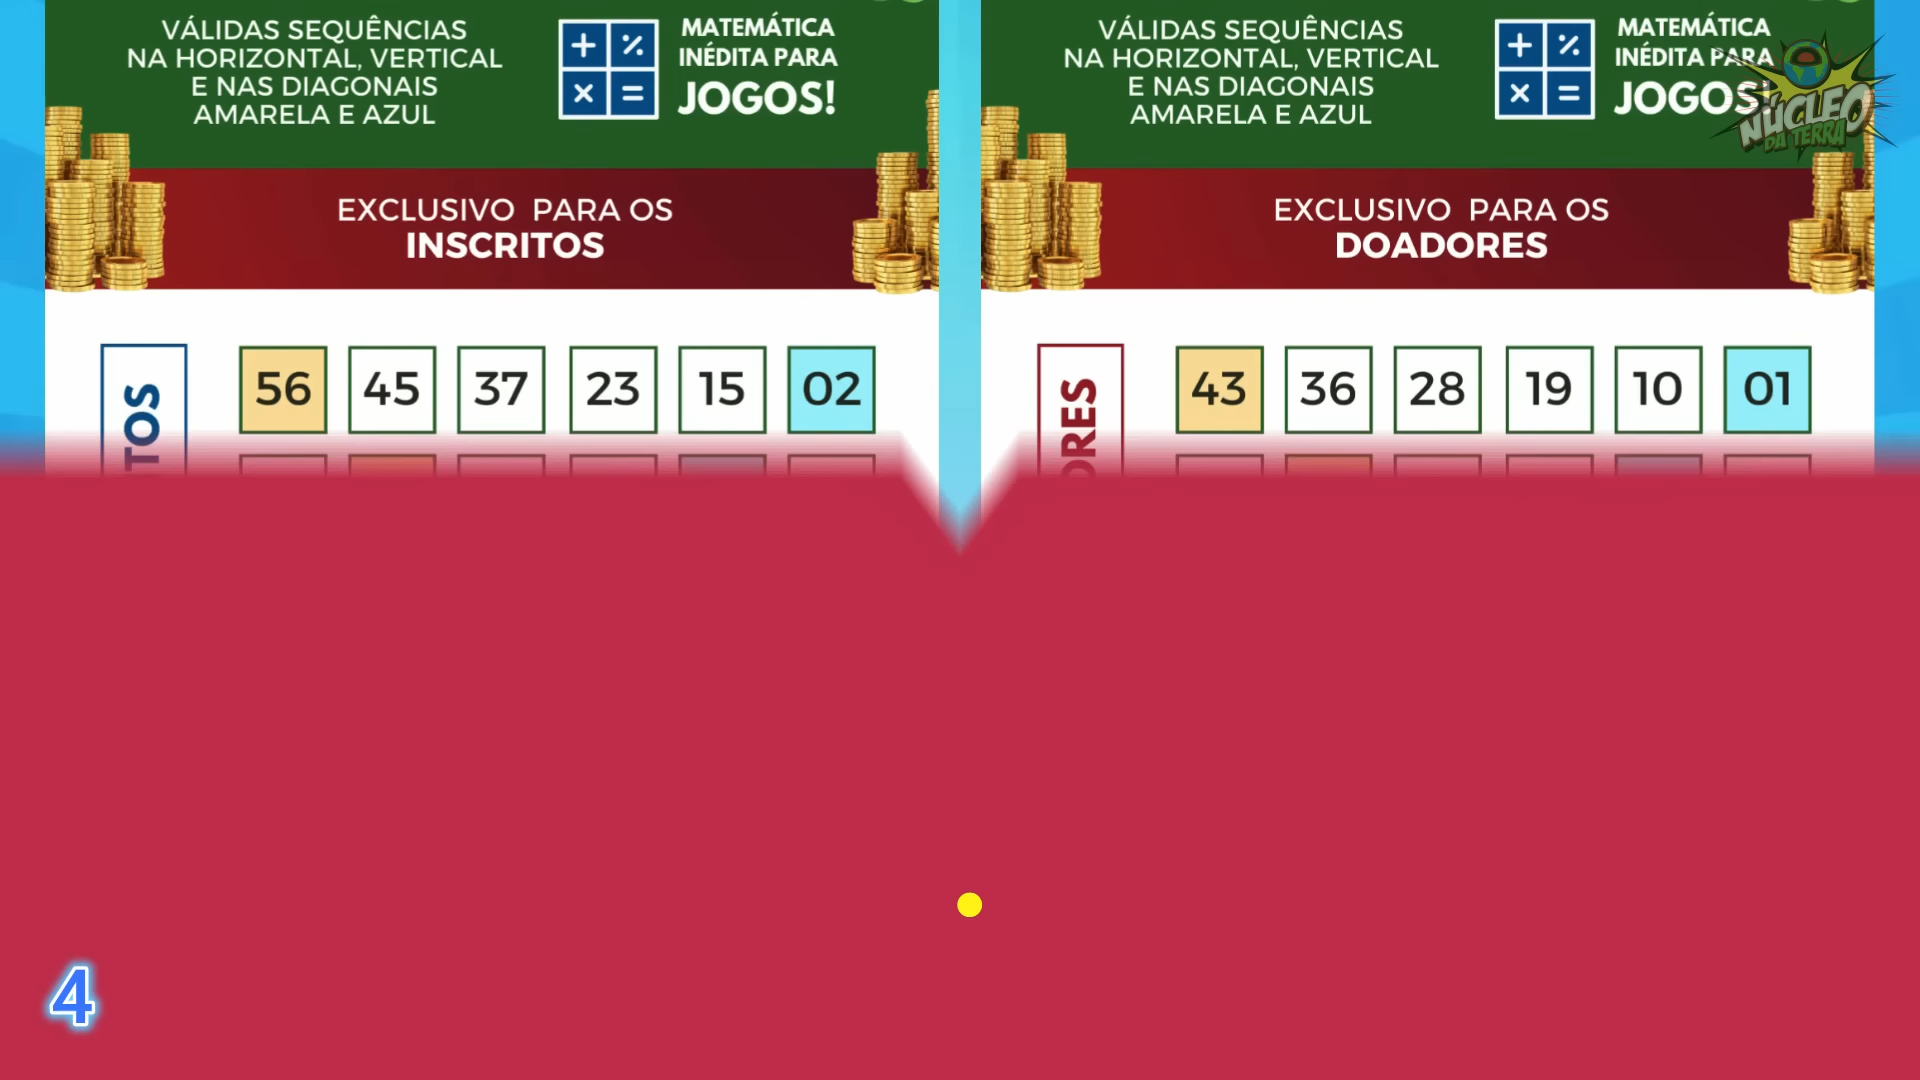 VÁLIDAS SEQUÊNCIAS
NA HORIZONTAL, VERTICAL
E NAS DIAGONAIS
AMARELA E AZUL
+ %
× =
MATEMÁTICA
INÉDITA PARA
JOGOS!
EXCLUSIVO PARA OS
INSCRITOS
56 45 37 23 15 02
VÁLIDAS SEQUÊNCIAS
NA HORIZONTAL, VERTICAL
E NAS DIAGONAIS
AMARELA E AZUL
+ %
× =
MATEMÁTICA
INÉDITA PARA
JOGOS!
NÚCLEO
DA TERRA
EXCLUSIVO PARA OS
DOADORES
43 36 28 19 10 01
4